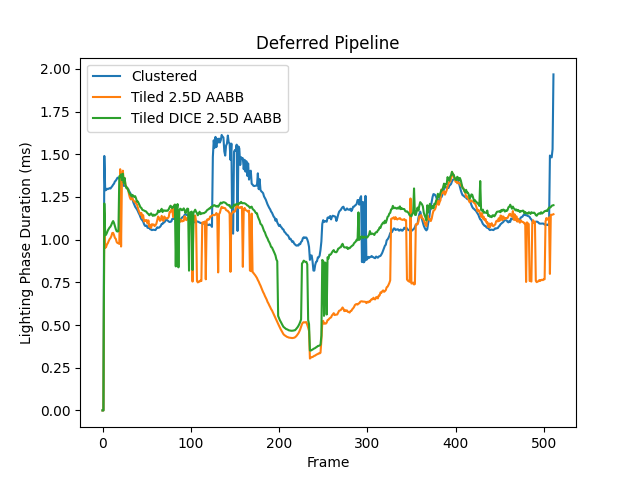 Deferred Pipeline
Clustered
Tiled 2.5D AABB
Tiled DICE 2.5D AABB
Lighting Phase Duration (ms)
2.00
1.75
1.50
1.25
1.00
0.75
0.50
0.25
0.00
0 100 200 300 400 500
Frame